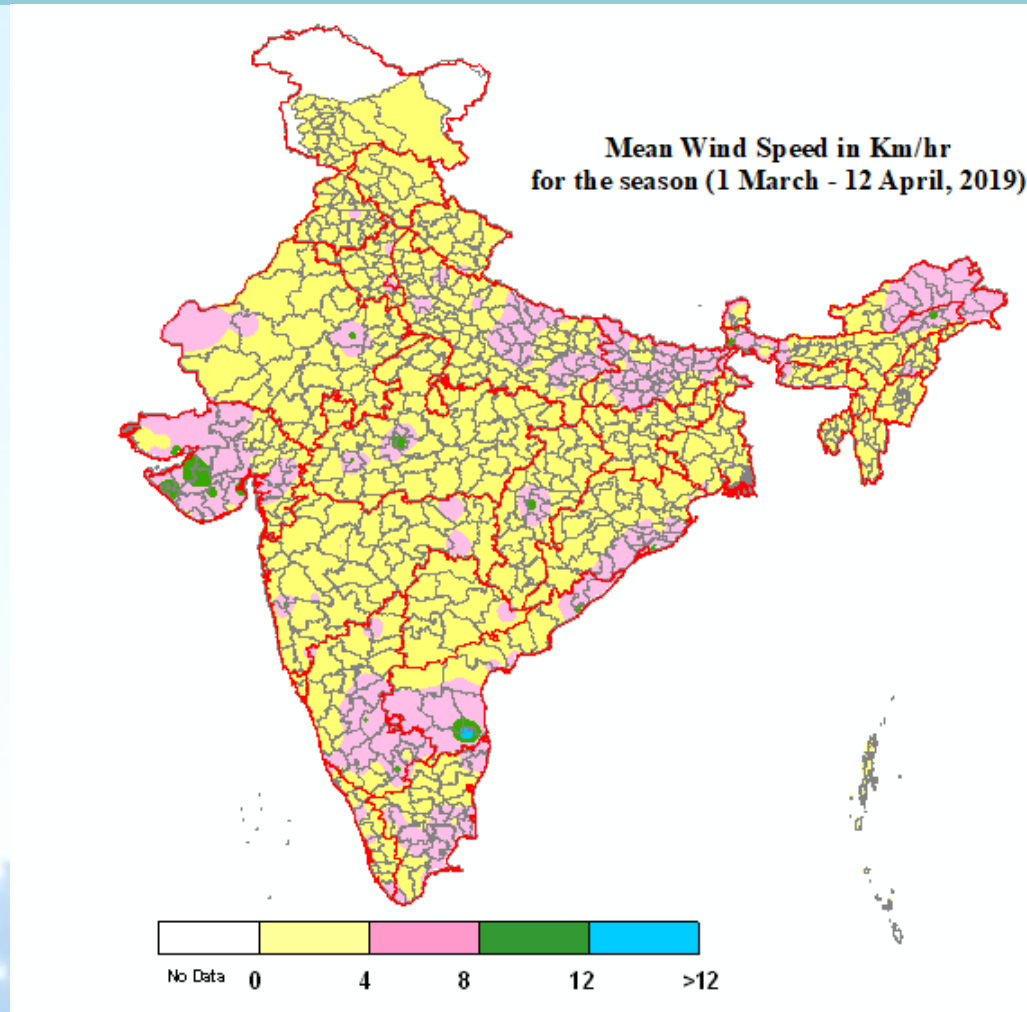 Mean Wind Speed in Km/hr
for the season (1 March - 12 April, 2019)
No Data 0 4 8 12 >12